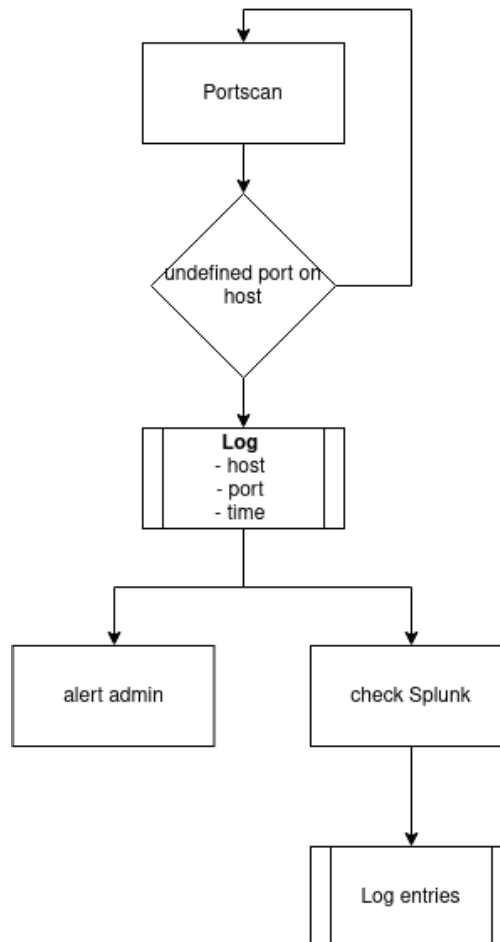 Portscan
undefined port on
host
Log
- host
- port
- time
alert admin
check Splunk
Log entries